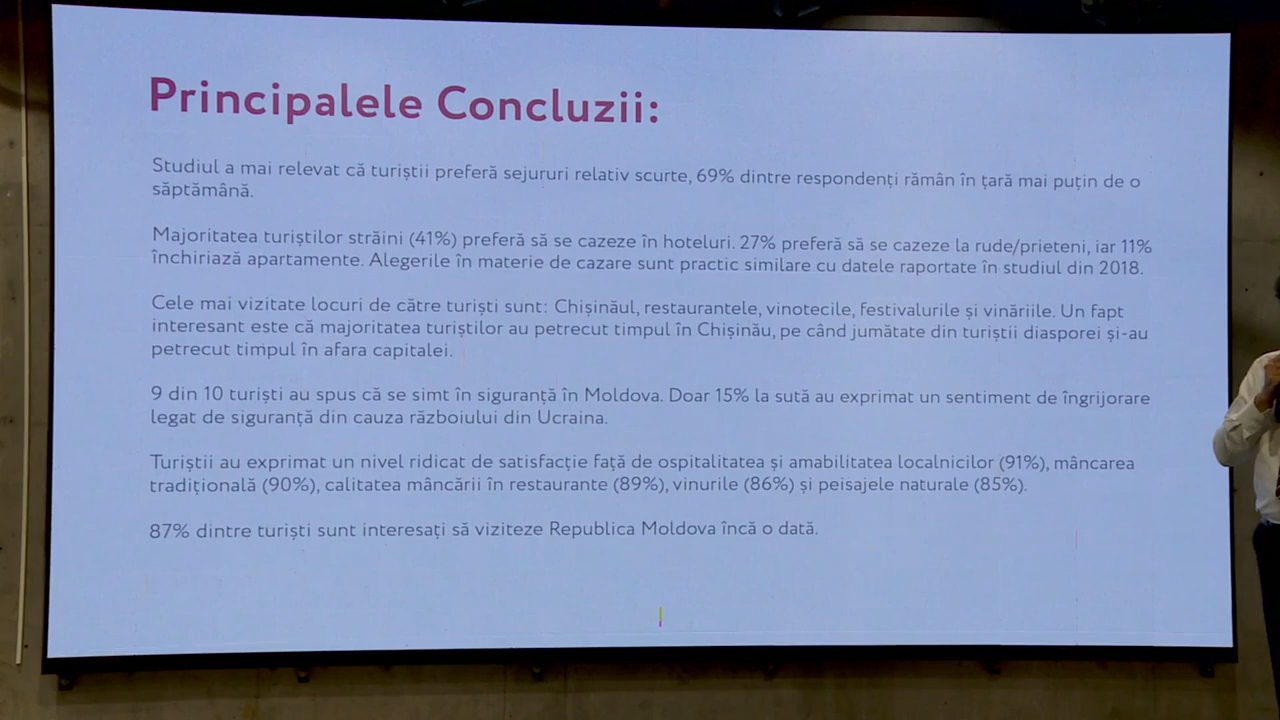 Principalele Concluzii:
Studiul a mai relevat că turiștii preferă sejururi relativ scurte, 69% dintre respondenți rămân în țară mai puțin de o
săptămână.
Majoritatea turiștilor străini (41%) preferă să se cazeze în hoteluri. 27% preferă să se cazeze la rude/prieteni, iar 11%
închiriază apartamente. Alegerile în materie de cazare sunt practic similare cu datele raportate în studiul din 2018.
Cele mai vizitate locuri de către turiști sunt: Chișinăul, restaurantele, vinotecile, festivalurile și vinăriile. Un fapt
interesant este că majoritatea turiștilor au petrecut timpul în Chișinău, pe când jumătate din turiștii diasporei și-au
petrecut timpul în afara capitalei.
9 din 10 turiști au spus că se simt în siguranță în Moldova. Doar 15% la sută au exprimat un sentiment de îngrijorare
legat de siguranță din cauza războiului din Ucraina.
Turiștii au exprimat un nivel ridicat de satisfacție față de ospitalitatea și amabilitatea localnicilor (91%), mâncarea
tradițională (90%), calitatea mâncării în restaurante (89%), vinurile (86%) și peisajele naturale (85%).
87% dintre turiști sunt interesați să viziteze Republica Moldova încă o dată.